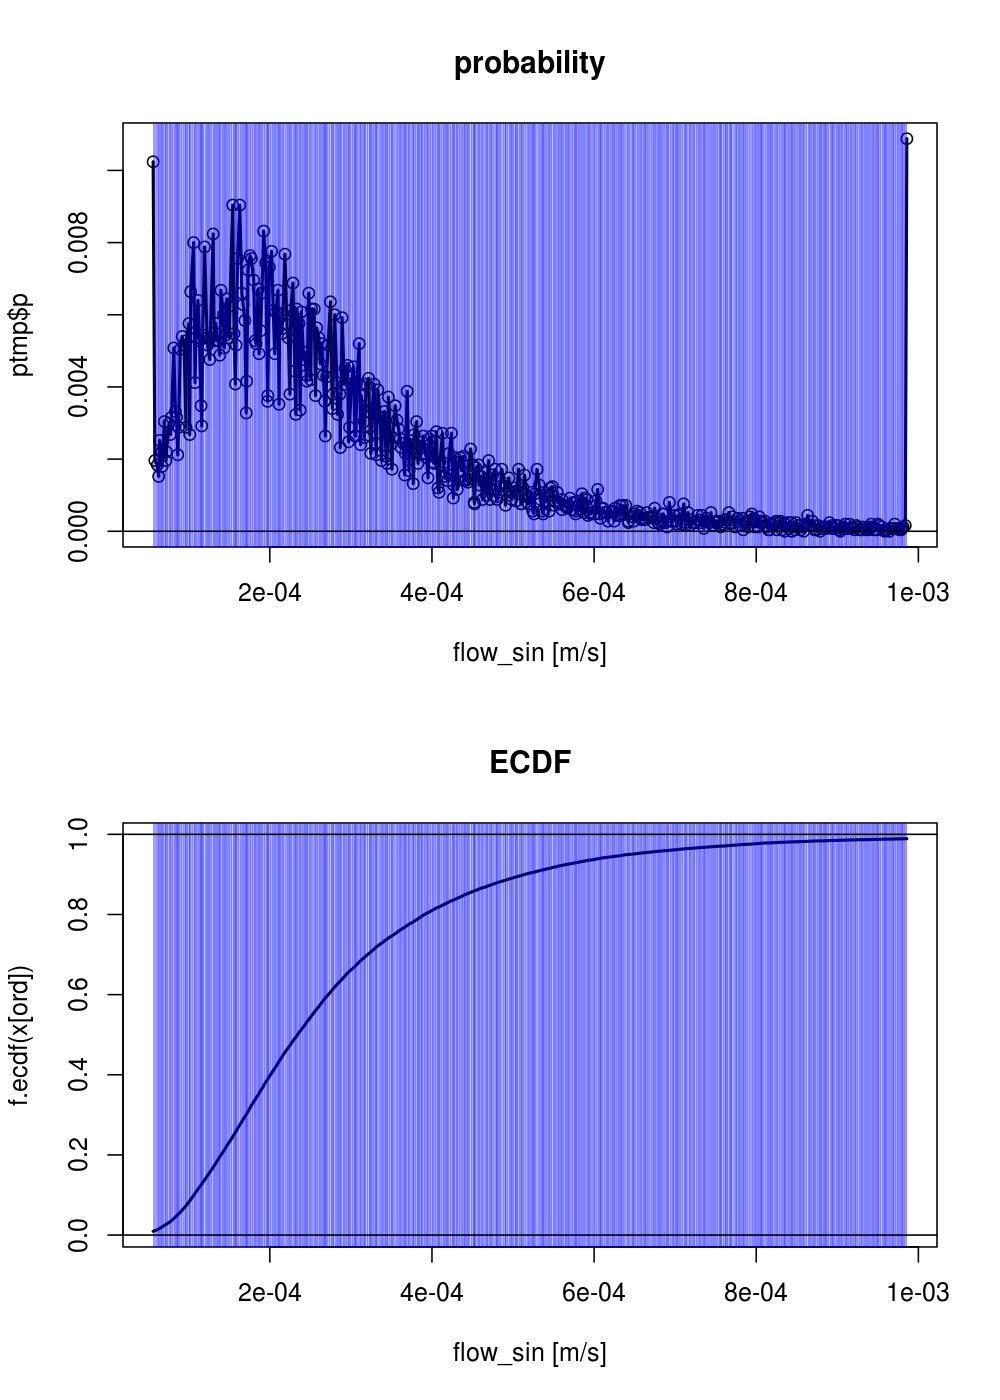 probability
ptmp$p
0.000
0.004
0.008
2e-04
4e-04
6e-04
8e-04
1e-03
flow_sin [m/s]
ECDF
f.ecdf(x[ord])
0.0
0.2
0.4
0.6
0.8
1.0
2e-04
4e-04
6e-04
8e-04
1e-03
flow_sin [m/s]